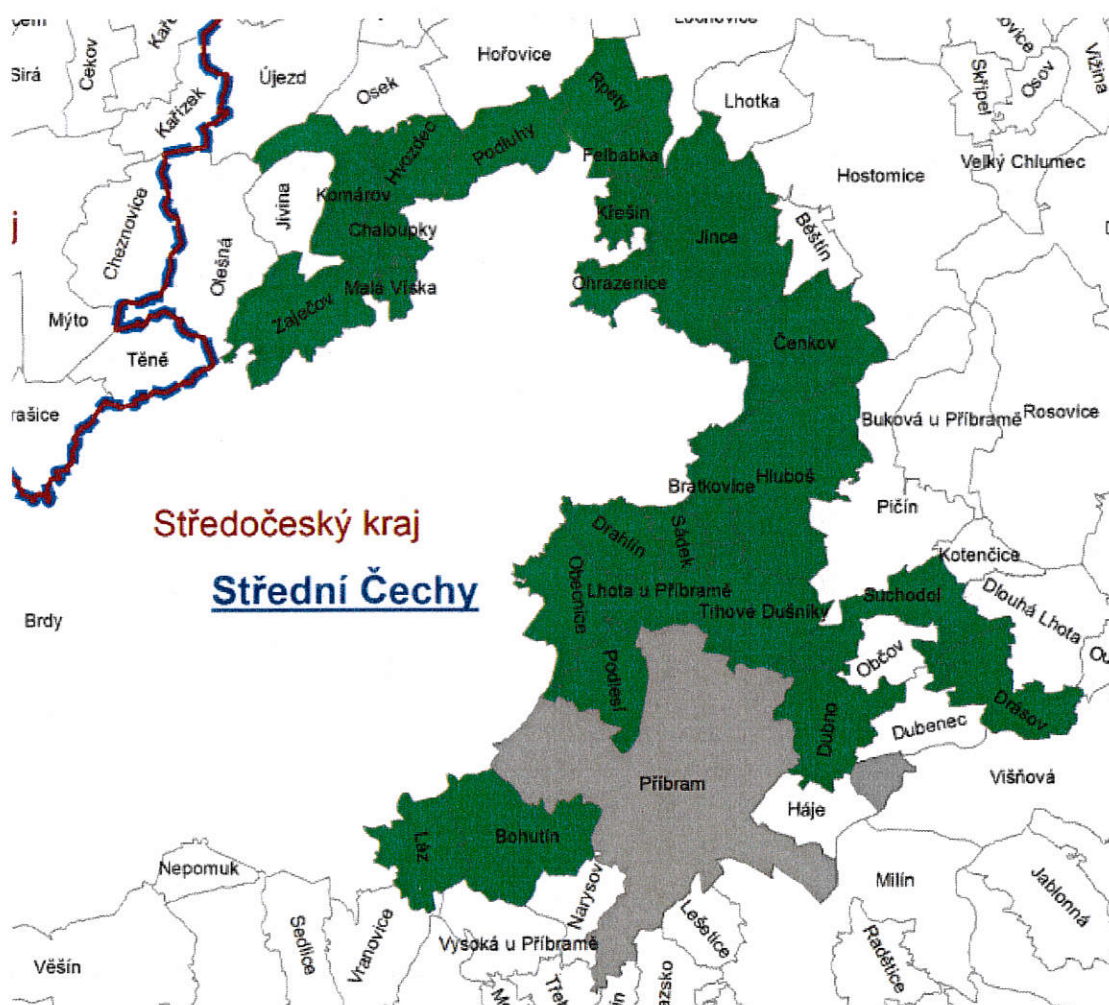 Hořovice
Újezd
Osek
Rpety
Lhotka
Skřipel
Osov
Vižina
Cekov
Kařízek
Hvozdec
Podluhy
Felbabka
Velký Chlumec
Hostomice
Cheznovice
Jivina
Komárov
Křešín
Olešná
Chaloupky
Jince
Běštín
Malá Víska
Ohrazenice
Zaječov
Mýto
Těně
Čenkov
Buková u Příbramě
Rosovice
Bratkovice
Hluboš
Pičín
Středočeský kraj
Drahlín
Sádek
Kotenčice
Střední Čechy
Obecnice
Lhota u Příbramě
Trhové Dušníky
Suchodol
Dlouhá Lhota
Brdy
Občov
Podlesí
Dubno
Dubenec
Drásov
Příbram
Višňová
Háje
Láz
Bohutín
Nepomuk
Narysov
Milín
Jablonná
Sedlice
Vranovice
Vysoká u Příbramě
Lešetice
Radětice
Věšín